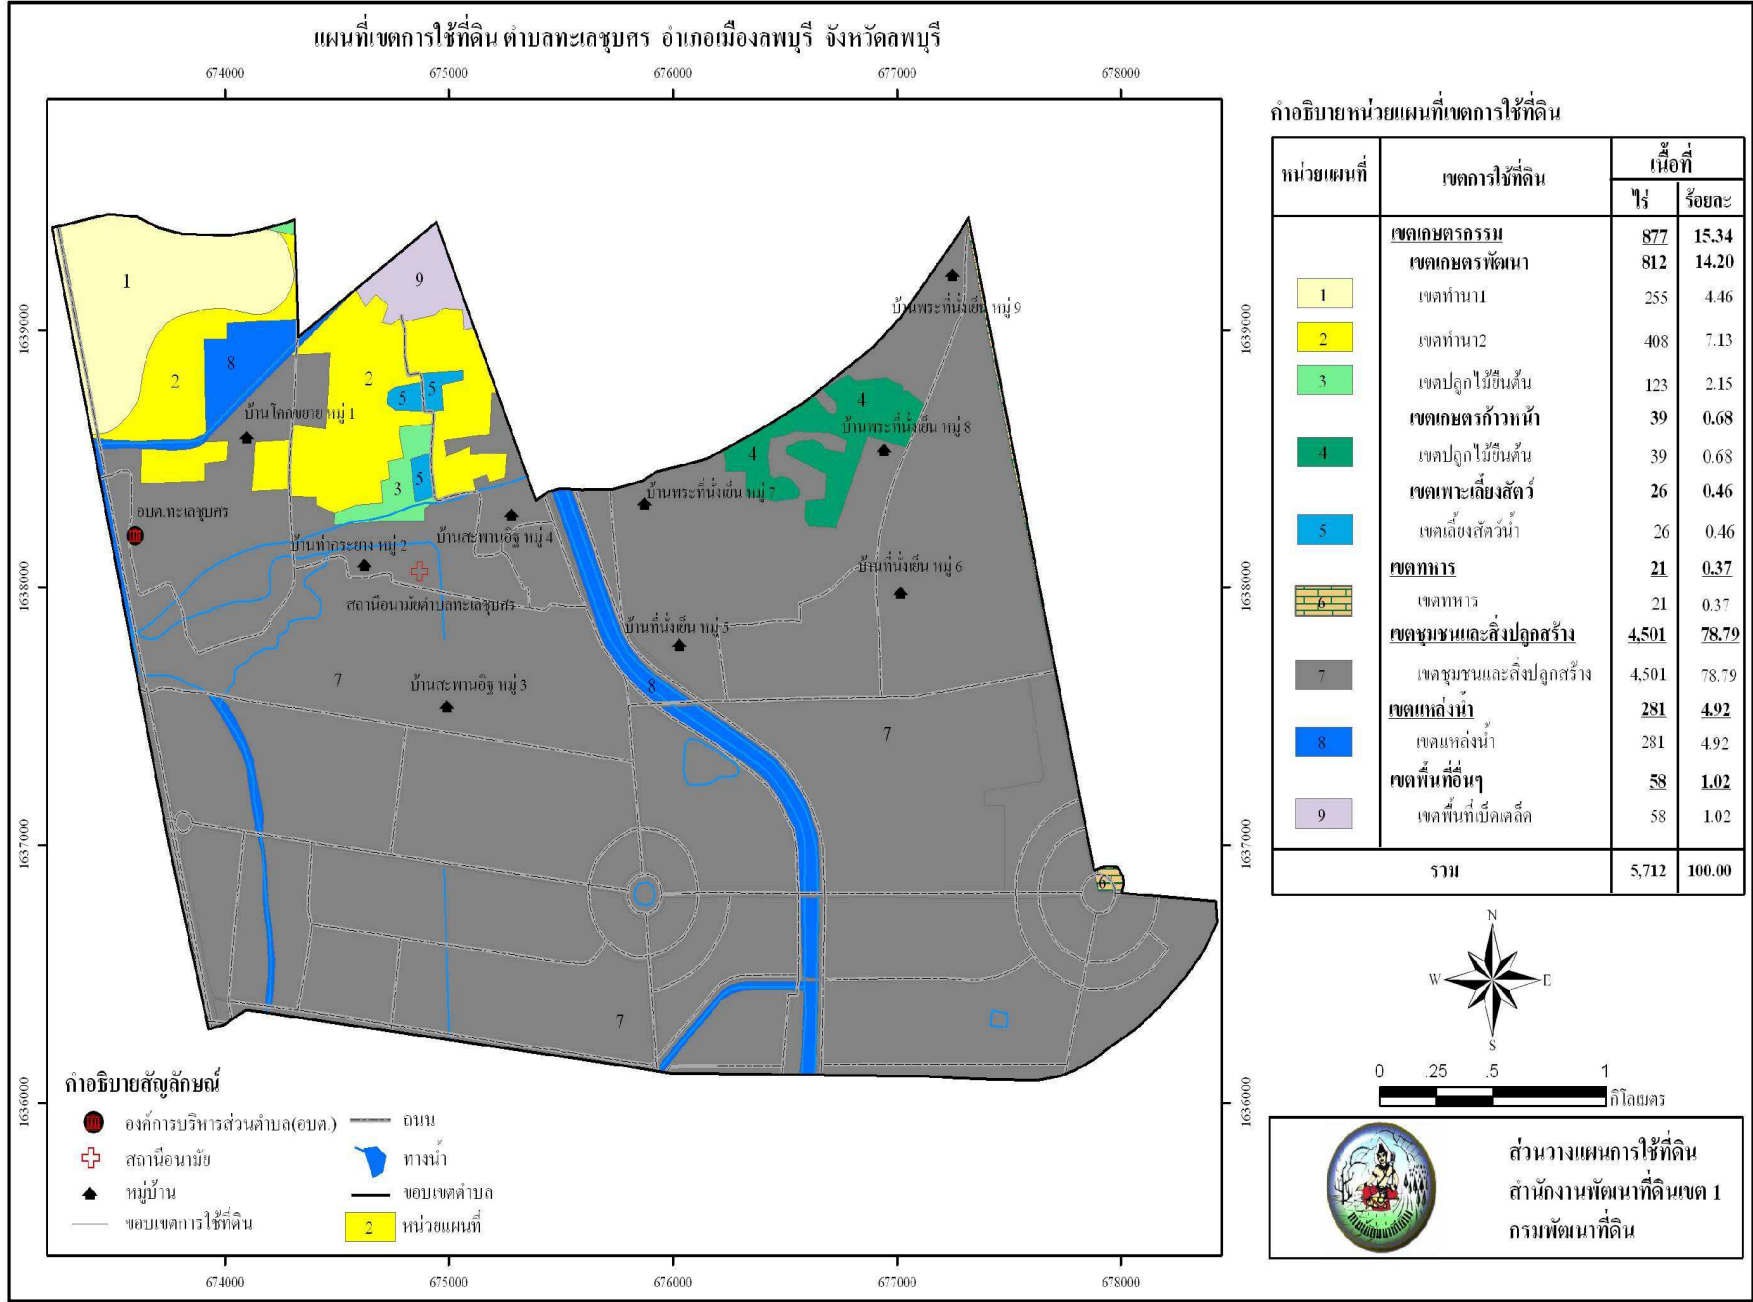 แผนที่เขตการใช้ที่ดิน ตำบลทะเลชุบศร อำเภอเมืองลพบุรี จังหวัดลพบุรี
674000 675000 676000 677000 678000
1639000 1639000
1638000 1638000
1637000 1637000
1636000 1636000
1
9
บ้านพระที่นั่งเย็น หมู่ 9
8
2
2
5 5
4
บ้านโคกขยาย หมู่ 1
บ้านพระที่นั่งเย็น หมู่ 8
4
5
3
บ้านพระที่นั่งเย็น หมู่ 7
อบต.ทะเลชุบศร
บ้านสะพานอิฐ หมู่ 4
บ้านท่ากระยาง หมู่ 2
บ้านที่นั่งเย็น หมู่ 6
สถานีอนามัยตำบลทะเลชุบศร
บ้านที่นั่งเย็น หมู่ 5
7
บ้านสะพานอิฐ หมู่ 3
8
7
6
7
674000 675000 676000 677000 678000
คำอธิบายสัญลักษณ์
องค์การบริหารส่วนตำบล(อบต.) ถนน
สถานีอนามัย ทางน้ำ
หมู่บ้าน ขอบเขตตำบล
ขอบเขตการใช้ที่ดิน 2 หน่วยแผนที่
คำอธิบายหน่วยแผนที่เขตการใช้ที่ดิน
หน่วยแผนที่ เขตการใช้ที่ดิน เนื้อที่
ไร่ ร้อยละ
เขตเกษตรกรรม 877 15.34
เขตเกษตรพัฒนา 812 14.20
1 เขตทำนา1 255 4.46
2 เขตทำนา2 408 7.13
3 เขตปลูกไม้ยืนต้น 123 2.15
เขตเกษตรก้าวหน้า 39 0.68
4 เขตปลูกไม้ยืนต้น 39 0.68
เขตเพาะเลี้ยงสัตว์ 26 0.46
5 เขตเลี้ยงสัตว์น้ำ 26 0.46
เขตทหาร 21 0.37
6 เขตทหาร 21 0.37
เขตชุมชนและสิ่งปลูกสร้าง 4,501 78.79
7 เขตชุมชนและสิ่งปลูกสร้าง 4,501 78.79
เขตแหล่งน้ำ 281 4.92
8 เขตแหล่งน้ำ 281 4.92
เขตพื้นที่อื่นๆ 58 1.02
9 เขตพื้นที่เบ็ดเตล็ด 58 1.02
รวม 5,712 100.00
N
W E
S
0 .25 .5 1
กิโลเมตร
กรมพัฒนาที่ดิน
ส่วนวางแผนการใช้ที่ดิน
สำนักงานพัฒนาที่ดินเขต 1
กรมพัฒนาที่ดิน